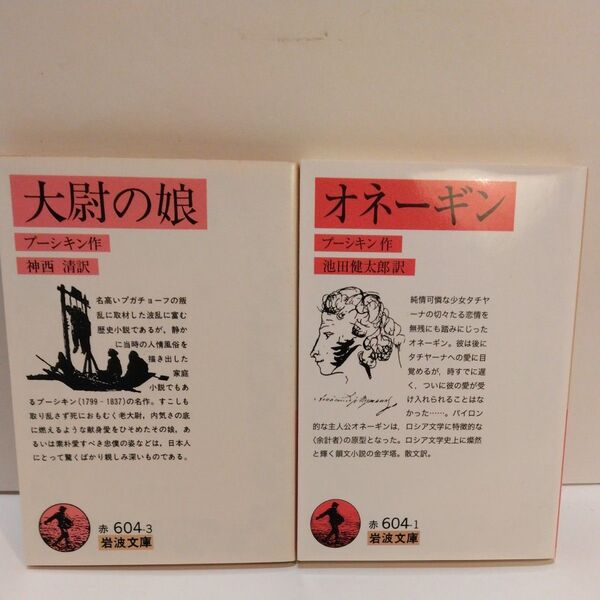 大尉の娘
プーシキン作
神西 清訳
名高いプガチョーフの叛
乱に取材した波乱に富む
歴史小説であるが、静か
に当時の人情風俗を
描き出した
家庭
小説でもあ
るプーシキン(1799-1837)の名作。すこしも
取り乱さず死におもむく老大尉、内気さの底
に燃えるような献身愛をひそめたその娘、あ
るいは素朴愛すべき忠僕の姿などは、日本人
にとって驚くばかり親しみ深いものである。
赤 604-3
岩波文庫
オネーギン
プーシキン作
池田健太郎訳
純情可憐な少女タチヤ
ーナの切々たる恋情を
無残にも踏みにじった
オネーギン。彼は後に
タチヤーナへの愛に目
覚めるが、時すでに遅
く、ついに彼の愛が受
け入れられることはな
かった……。バイロン
的な主人公オネーギンは、ロシア文学に特徴的な
〈余計者〉の原型となった。ロシア文学史上に燦然
と輝く韻文小説の金字塔。散文訳。
赤 604-1
岩波文庫